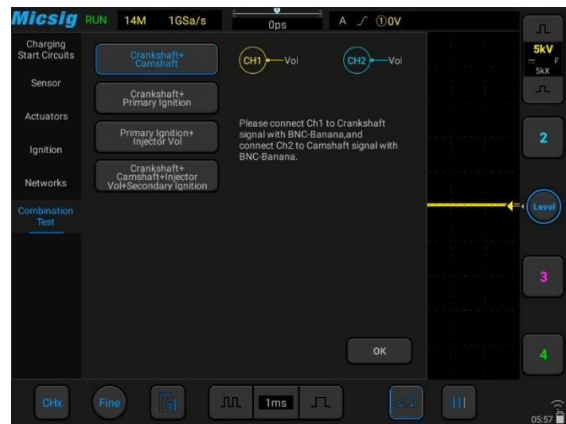 Micsig RUN 14M 1GSa/s 0ps A ①0V
Charging
Start Circuits
Sensor
Actuators
Ignition
Networks
Combination
Test
Crankshaft+
Camshaft
Crankshaft+
Primary Ignition
Primary Ignition+
Injector Vol
Crankshaft+
Camshaft+Injector
Vol+Secondary Ignition
CH1 Vol CH2 Vol
Please connect Ch1 to Crankshaft
signal with BNC-Banana,and
connect Ch2 to Camshaft signal with
BNC-Banana.
OK
5kV
F
5kX
2
Level
3
4
CHx Fine 1ms
05:57